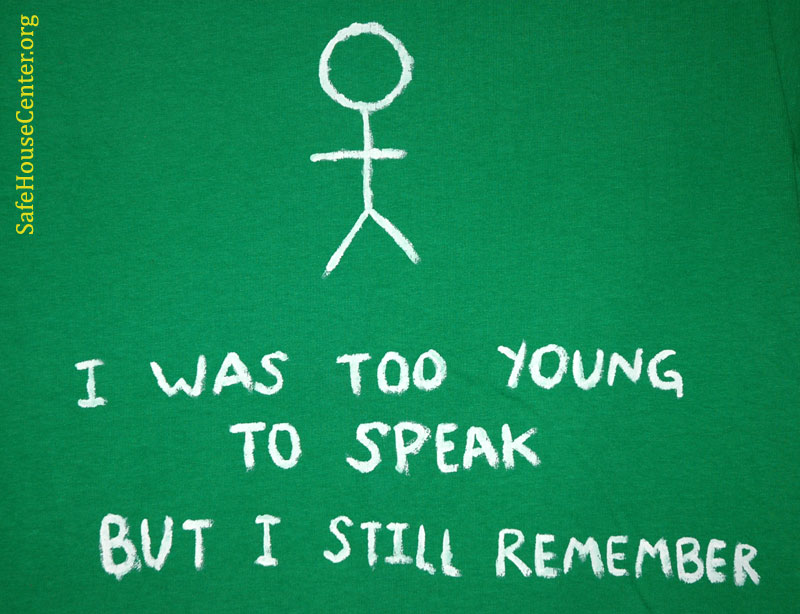 SafeHouseCenter.org
I WAS TOO YOUNG
TO SPEAK
BUT I STILL REMEMBER